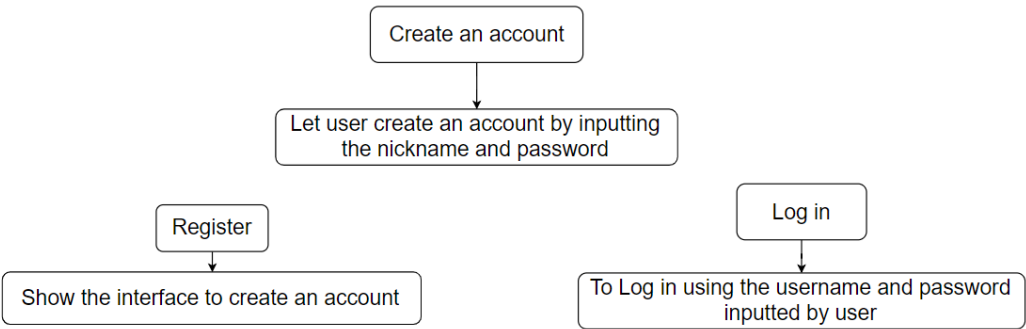 Create an account
Let user create an account by inputting
the nickname and password
Register
Log in
Show the interface to create an account
To Log in using the username and password
inputted by user